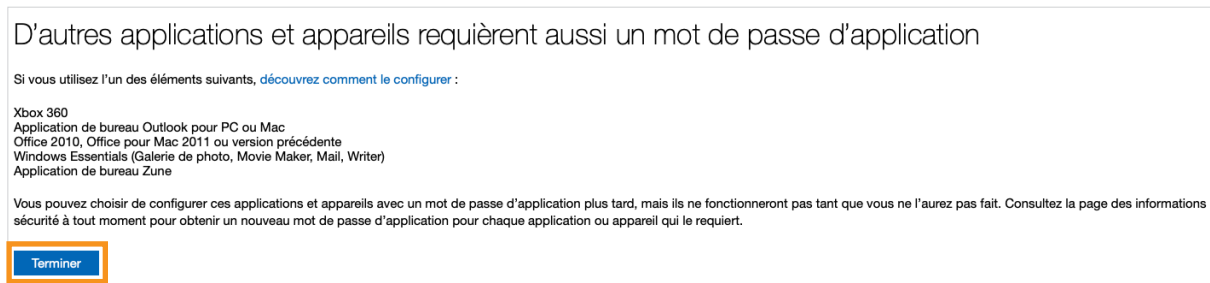 D’autres applications et appareils requièrent aussi un mot de passe d’application
Si vous utilisez l’un des éléments suivants, découvrez comment le configurer :
Xbox 360
Application de bureau Outlook pour PC ou Mac
Office 2010, Office pour Mac 2011 ou version précédente
Windows Essentials (Galerie de photo, Movie Maker, Mail, Writer)
Application de bureau Zune
Vous pouvez choisir de configurer ces applications et appareils avec un mot de passe d’application plus tard, mais ils ne fonctionneront pas tant que vous ne l’aurez pas fait. Consultez la page des informations
sécurité à tout moment pour obtenir un nouveau mot de passe d’application pour chaque application ou appareil qui le requiert.
Terminer